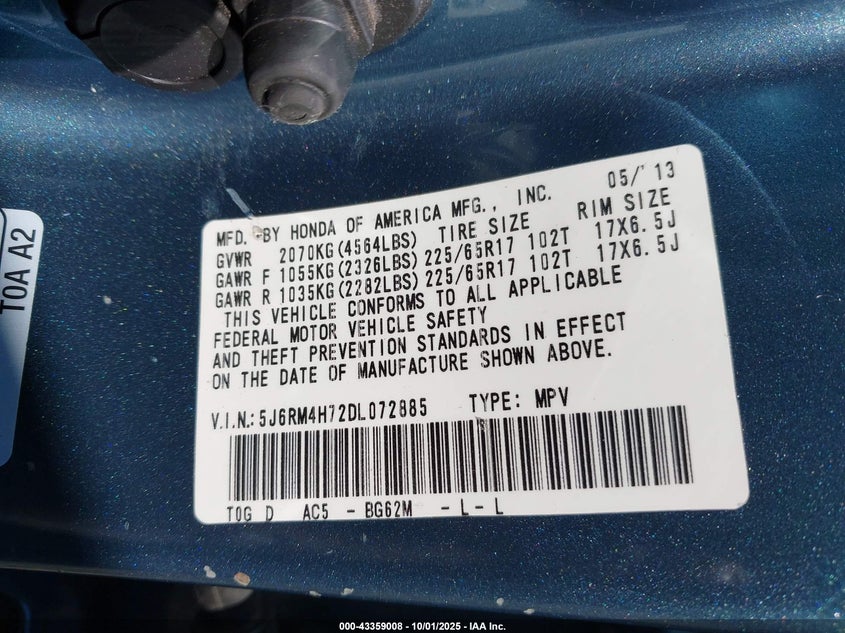 MFD. BY HONDA OF AMERICA MFG., INC. 05/'13
GVWR 2070KG(4564LBS) TIRE SIZE RIM SIZE
GAWR F 1055KG(2326LBS) 225/65R17 102T 17X6.5J
GAWR R 1035KG(2282LBS) 225/65R17 102T 17X6.5J
THIS VEHICLE CONFORMS TO ALL APPLICABLE
FEDERAL MOTOR VEHICLE SAFETY
AND THEFT PREVENTION STANDARDS IN EFFECT
ON THE DATE OF MANUFACTURE SHOWN ABOVE.
V.I.N.: 5J6RM4H72DL072885 TYPE: MPV
T0G D AC5 - BG62M - L - L
T0A A2
000-43359008 - 10/01/2025 - IAA Inc.